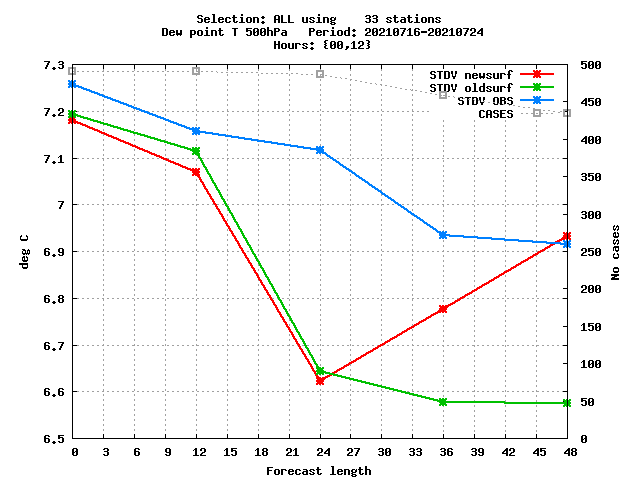 Selection: ALL using    33 stations
Dew point T 500hPa   Period: 20210716-20210724
Hours: {00,12}
STDV newsurf
STDV oldsurf
STDV OBS
CASES
deg C
7.3
7.2
7.1
7
6.9
6.8
6.7
6.6
6.5
No cases
500
450
400
350
300
250
200
150
100
50
0
0 3 6 9 12 15 18 21 24 27 30 33 36 39 42 45 48
Forecast length